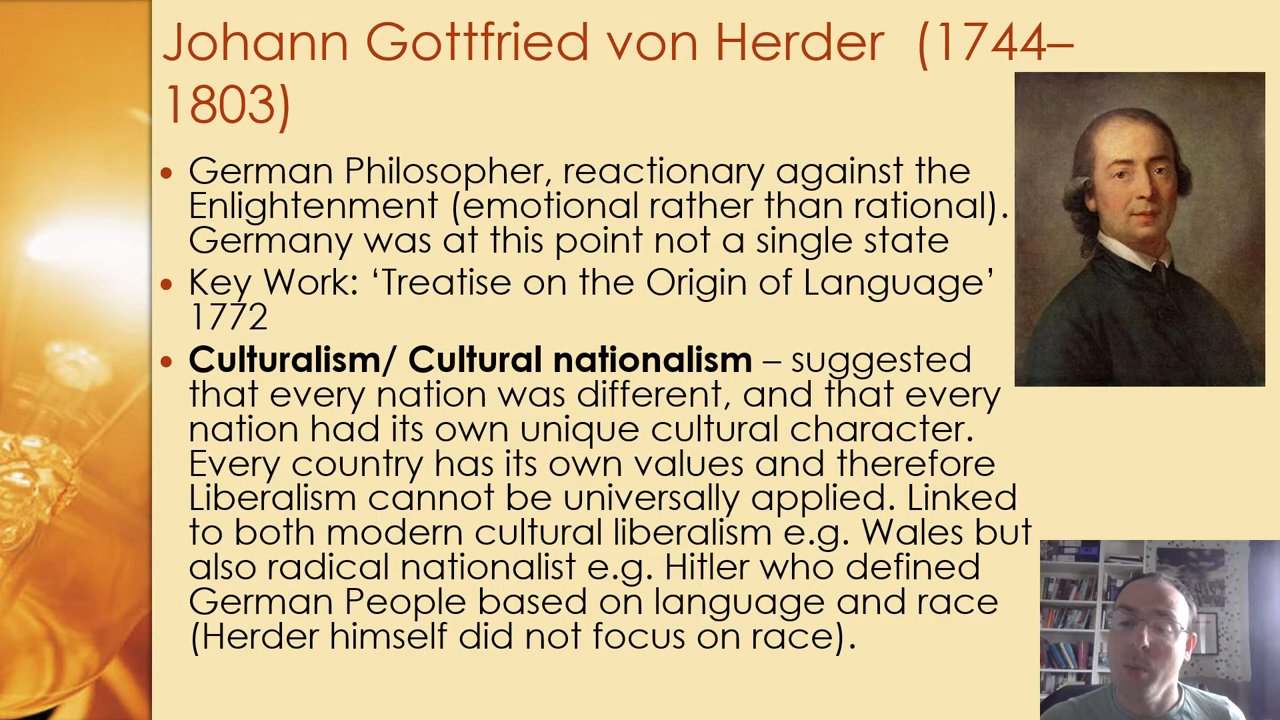 Johann Gottfried von Herder (1744–
1803)
• German Philosopher, reactionary against the
Enlightenment (emotional rather than rational).
Germany was at this point not a single state
• Key Work: ‘Treatise on the Origin of Language’
1772
• Culturalism/ Cultural nationalism – suggested
that every nation was different, and that every
nation had its own unique cultural character.
Every country has its own values and therefore
Liberalism cannot be universally applied. Linked
to both modern cultural liberalism e.g. Wales but
also radical nationalist e.g. Hitler who defined
German People based on language and race
(Herder himself did not focus on race).